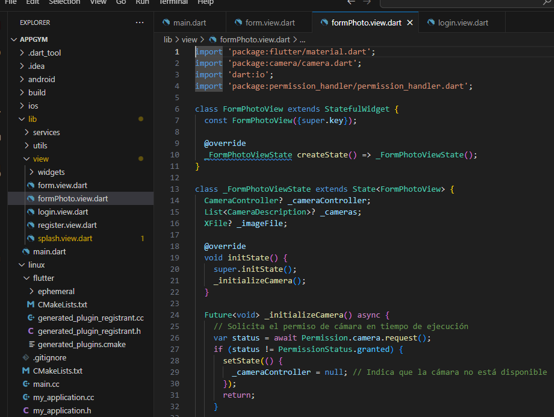 File Edit Selection View Go Run Terminal Help
EXPLORER
APPGYM
.dart_tool
.idea
android
build
ios
lib
services
utils
view
widgets
form.view.dart
formPhoto.view.dart
login.view.dart
register.view.dart
splash.view.dart 1
main.dart
linux
flutter
ephemeral
CMakeLists.txt
generated_plugin_registrant.cc
generated_plugin_registrant.h
generated_plugins.cmake
.gitignore
CMakeLists.txt
main.cc
my_application.cc
my_application.h
main.dart form.view.dart formPhoto.view.dart login.view.dart
lib > view > formPhoto.view.dart > ...
1 import 'package:flutter/material.dart';
2 import 'package:camera/camera.dart';
3 import 'dart:io';
4 import 'package:permission_handler/permission_handler.dart';
5
6 class FormPhotoView extends StatefulWidget {
7 const FormPhotoView({super.key});
8
9 @override
10 _FormPhotoViewState createState() => _FormPhotoViewState();
11 }
12
13 class _FormPhotoViewState extends State<FormPhotoView> {
14 CameraController? _cameraController;
15 List<CameraDescription>? _cameras;
16 XFile? _imageFile;
17
18 @override
19 void initState() {
20 super.initState();
21 _initializeCamera();
22 }
23
24 Future<void> _initializeCamera() async {
25 // Solicita el permiso de cámara en tiempo de ejecución
26 var status = await Permission.camera.request();
27 if (status != PermissionStatus.granted) {
28 setState(() {
29 _cameraController = null; // Indica que la cámara no está disponible
30 });
31 return;
32 }